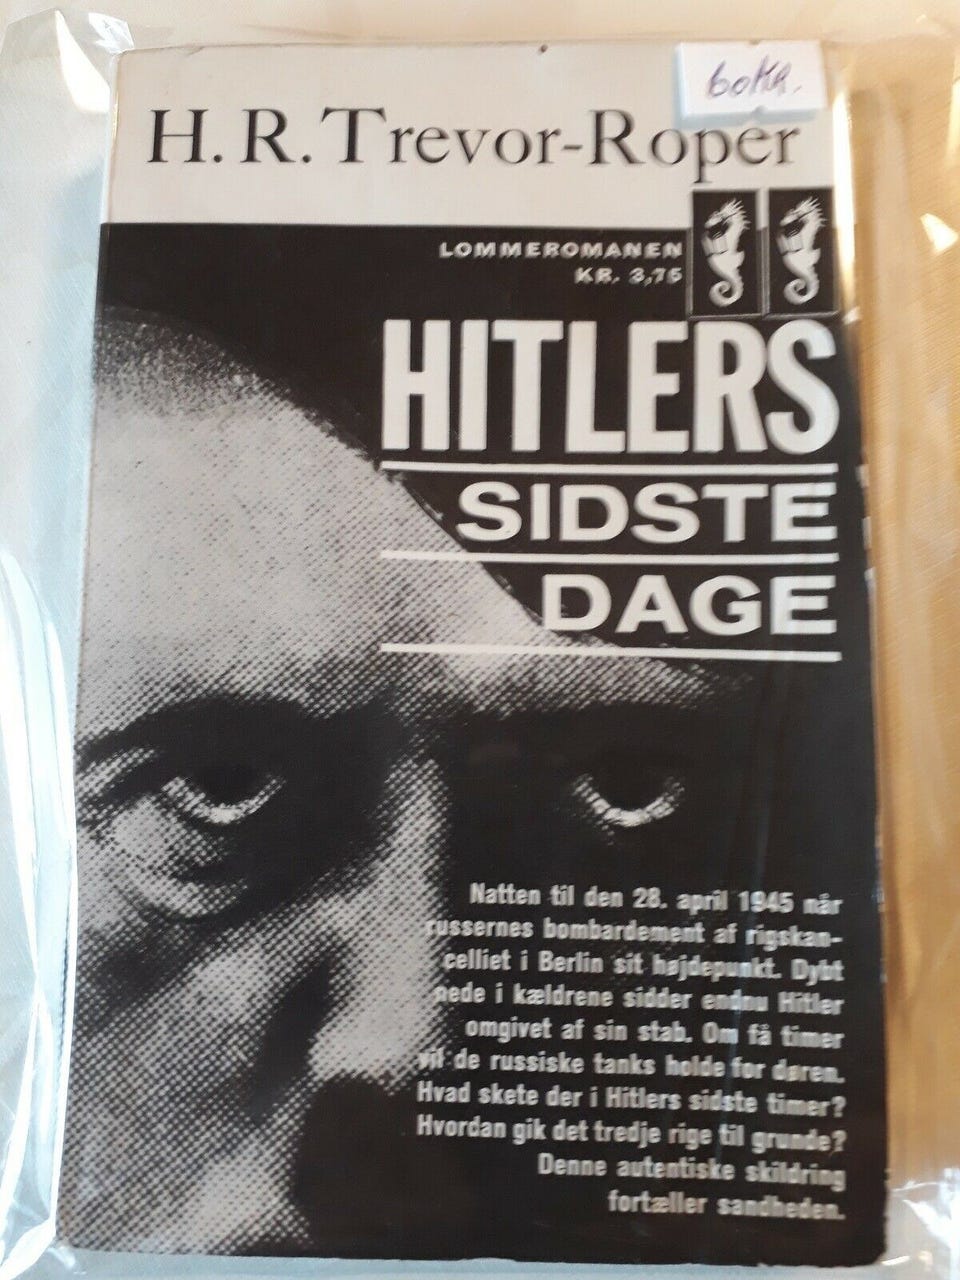 60Kr.
H. R. Trevor-Roper
LOMMEROMANEN
KR. 3,75
HITLERS
SIDSTE
DAGE
Natten til den 28. april 1945 når
russernes bombardement af rigskan-
celliet i Berlin sit højdepunkt. Dybt
nede i kældrene sidder endnu Hitler
omgivet af sin stab. Om få timer
vil de russiske tanks holde for døren.
Hvad skete der i Hitlers sidste timer?
Hvordan gik det tredje rige til grunde?
Denne autentiske skildring
fortæller sandheden.